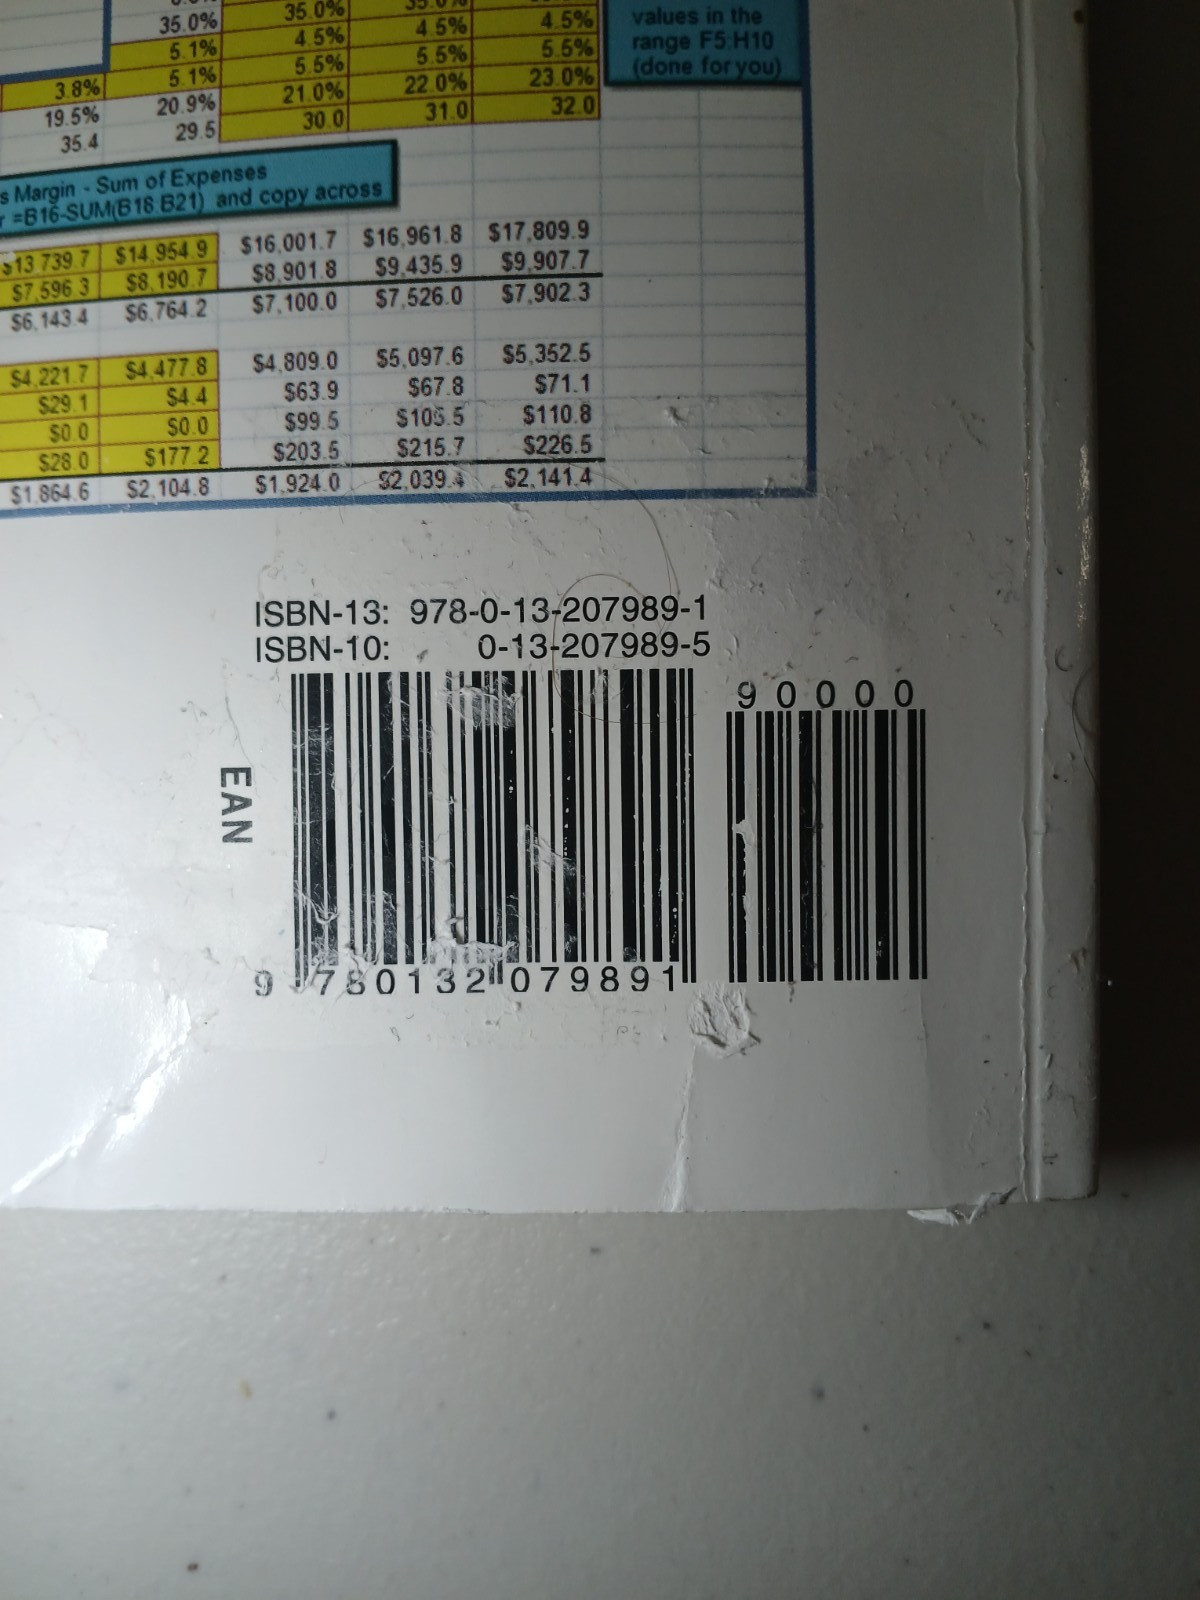 values in the
range F5:H10
(done for you)
35.0% 35.0%
5.1% 4.5% 4.5% 4.5%
3.8% 5.1% 5.5% 5.5% 5.5%
19.5% 20.9% 21.0% 22.0% 23.0%
35.4 29.5 30.0 31.0 32.0
s Margin - Sum of Expenses
r =B16-SUM(B18:B21) and copy across
$13,739.7 $14,954.9 $16,001.7 $16,961.8 $17,809.9
$7,596.3 $8,190.7 $8,901.8 $9,435.9 $9,907.7
$6,143.4 $6,764.2 $7,100.0 $7,526.0 $7,902.3
$4,221.7 $4,477.8 $4,809.0 $5,097.6 $5,352.5
$29.1 $4.4 $63.9 $67.8 $71.1
$0.0 $0.0 $99.5 $105.5 $110.8
$28.0 $177.2 $203.5 $215.7 $226.5
$1,864.6 $2,104.8 $1,924.0 $2,039.4 $2,141.4
ISBN-13: 978-0-13-207989-1
ISBN-10: 0-13-207989-5
90000
EAN
9 780132 079891